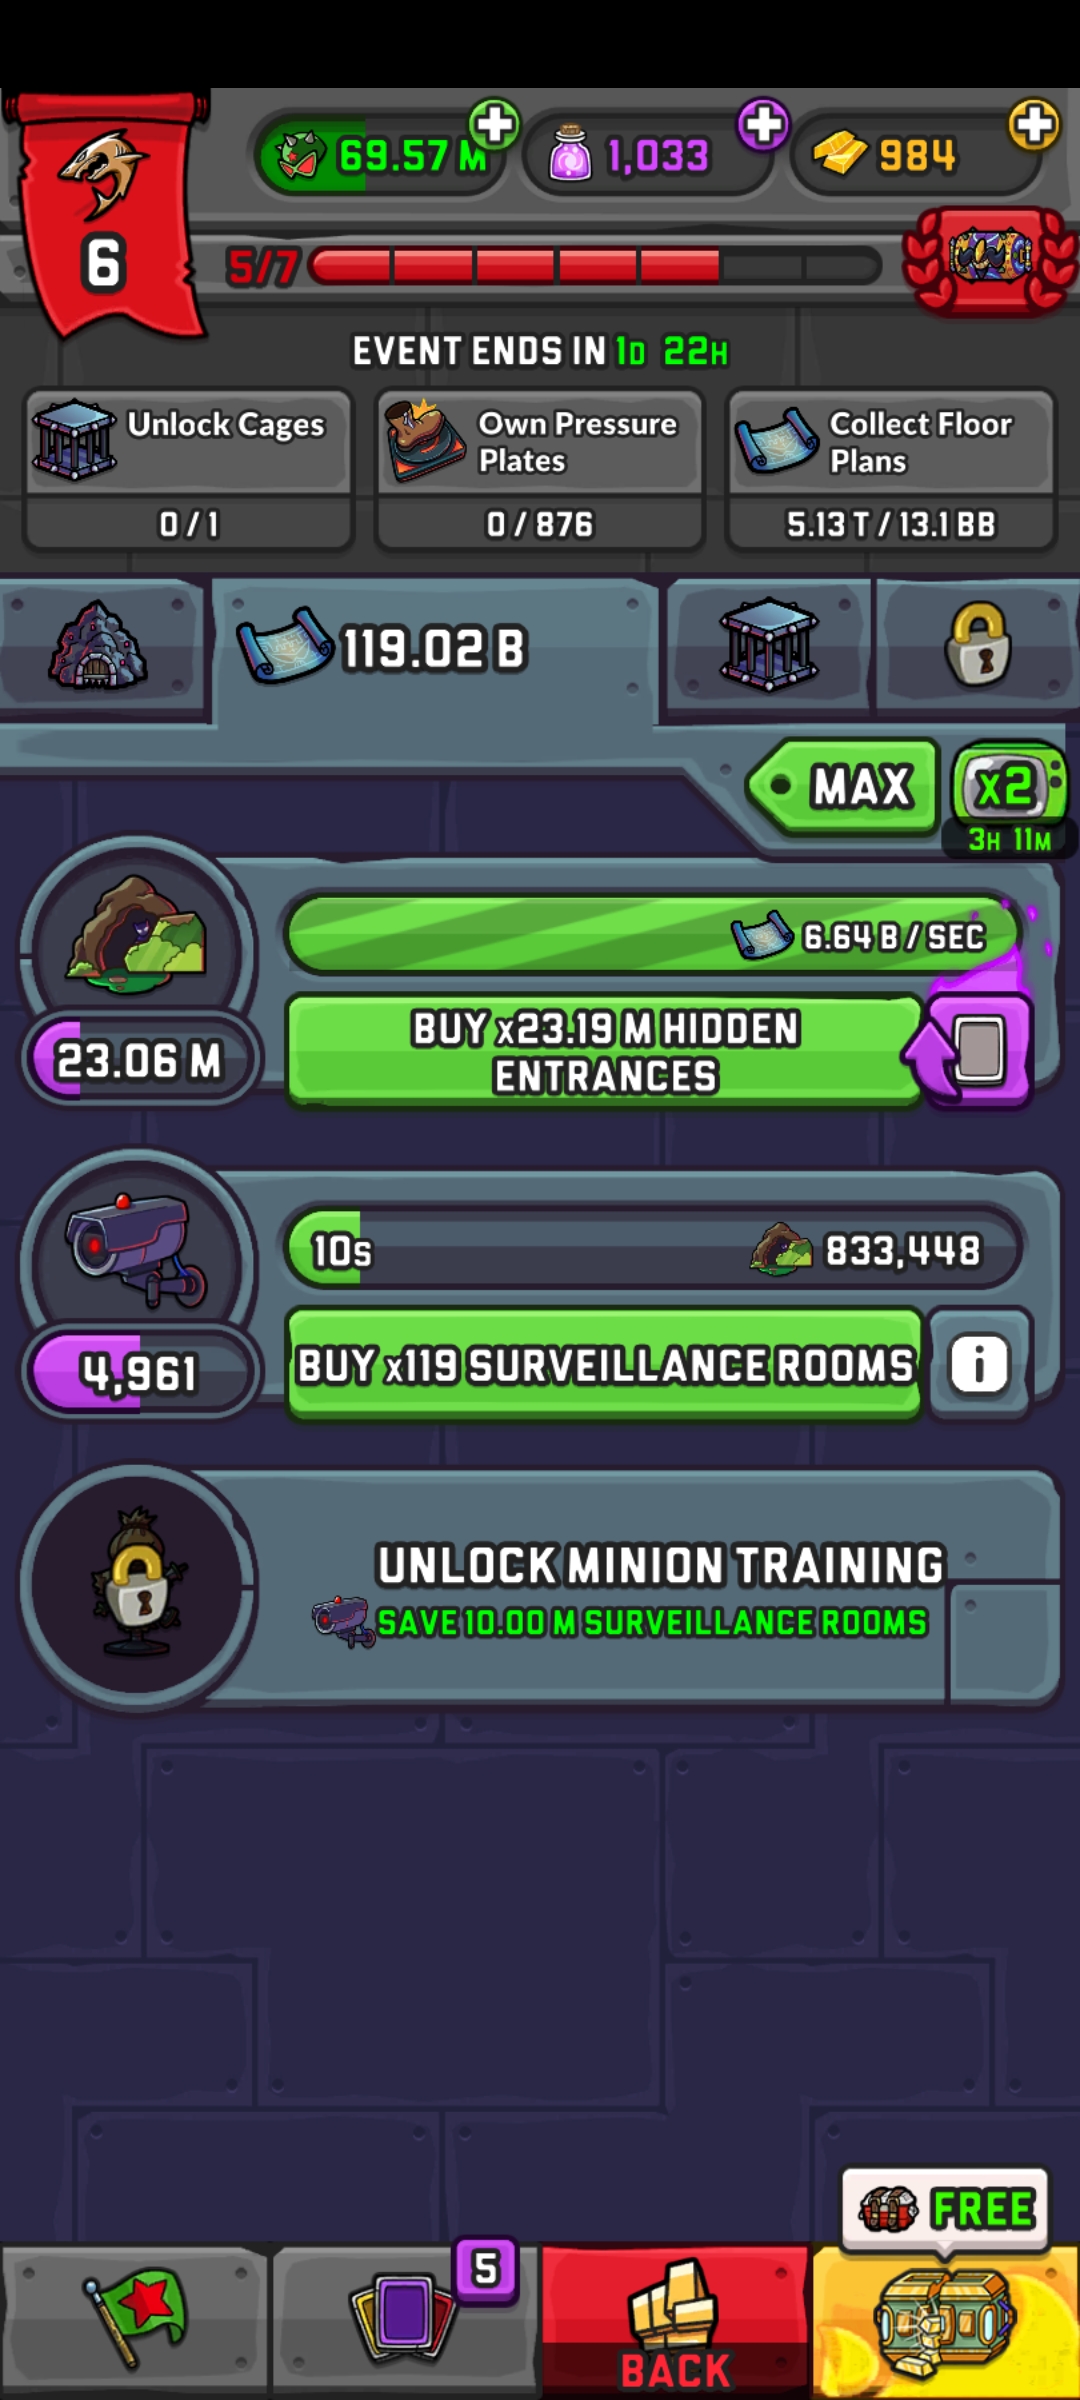 69.57 M
1,033
984
6
5/7
EVENT ENDS IN 1D 22H
Unlock Cages
0 / 1
Own Pressure
Plates
0 / 876
Collect Floor
Plans
5.13 T / 13.1 BB
119.02 B
MAX
x2
3H 11M
6.64 B / SEC
23.06 M
BUY x23.19 M HIDDEN
ENTRANCES
10s
833,448
4,961
BUY x119 SURVEILLANCE ROOMS
i
UNLOCK MINION TRAINING
SAVE 10.00 M SURVEILLANCE ROOMS
FREE
5
BACK